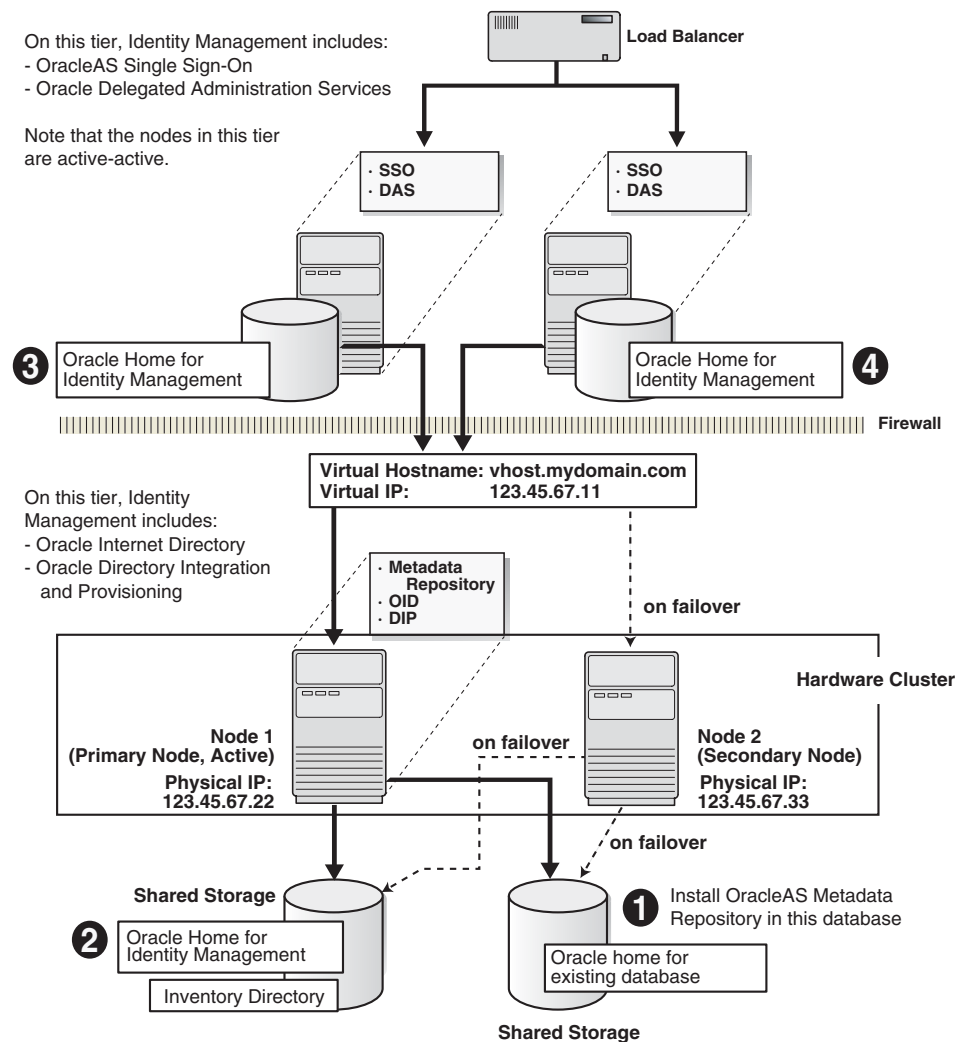 On this tier, Identity Management includes:
- OracleAS Single Sign-On
- Oracle Delegated Administration Services
Note that the nodes in this tier
are active-active.
Load Balancer
· SSO
· DAS
· SSO
· DAS
3
Oracle Home for
Identity Management
Oracle Home for
Identity Management
4
Firewall
Virtual Hostname: vhost.mydomain.com
Virtual IP: 123.45.67.11
On this tier, Identity
Management includes:
- Oracle Internet Directory
- Oracle Directory Integration
and Provisioning
· Metadata
Repository
· OID
· DIP
on failover
Hardware Cluster
Node 1
(Primary Node, Active)
Physical IP:
123.45.67.22
on failover
Node 2
(Secondary Node)
Physical IP:
123.45.67.33
on failover
Shared Storage
2
Oracle Home for
Identity Management
Inventory Directory
1
Install OracleAS Metadata
Repository in this database
Oracle home for
existing database
Shared Storage